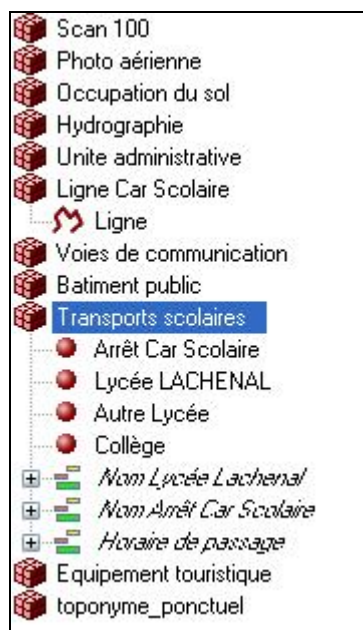 Scan 100
Photo aérienne
Occupation du sol
Hydrographie
Unite administrative
Ligne Car Scolaire
Ligne
Voies de communication
Batiment public
Transports scolaires
Arrêt Car Scolaire
Lycée LACHENAL
Autre Lycée
Collège
Nom Lycée Lachenal
Nom Arrêt Car Scolaire
Horaire de passage
Equipement touristique
toponyme_ponctuel